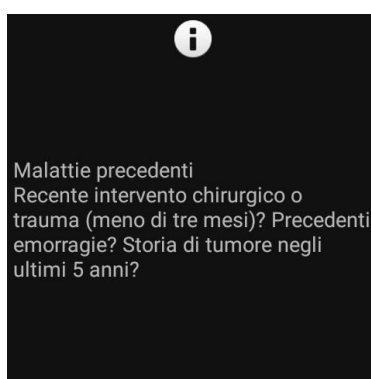 Malattie precedenti
Recente intervento chirurgico o
trauma (meno di tre mesi)? Precedenti
emorragie? Storia di tumore negli
ultimi 5 anni?